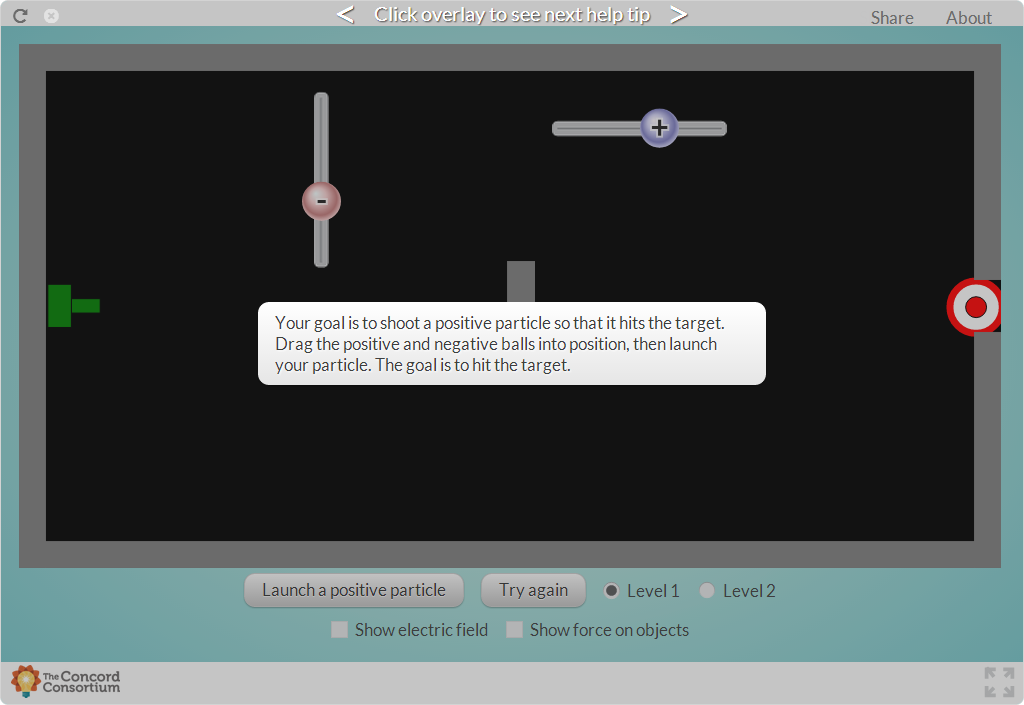 < Click overlay to see next help tip >
Share About
-
+
Your goal is to shoot a positive particle so that it hits the target.
Drag the positive and negative balls into position, then launch
your particle. The goal is to hit the target.
Launch a positive particle Try again Level 1 Level 2
Show electric field Show force on objects
The Concord
Consortium